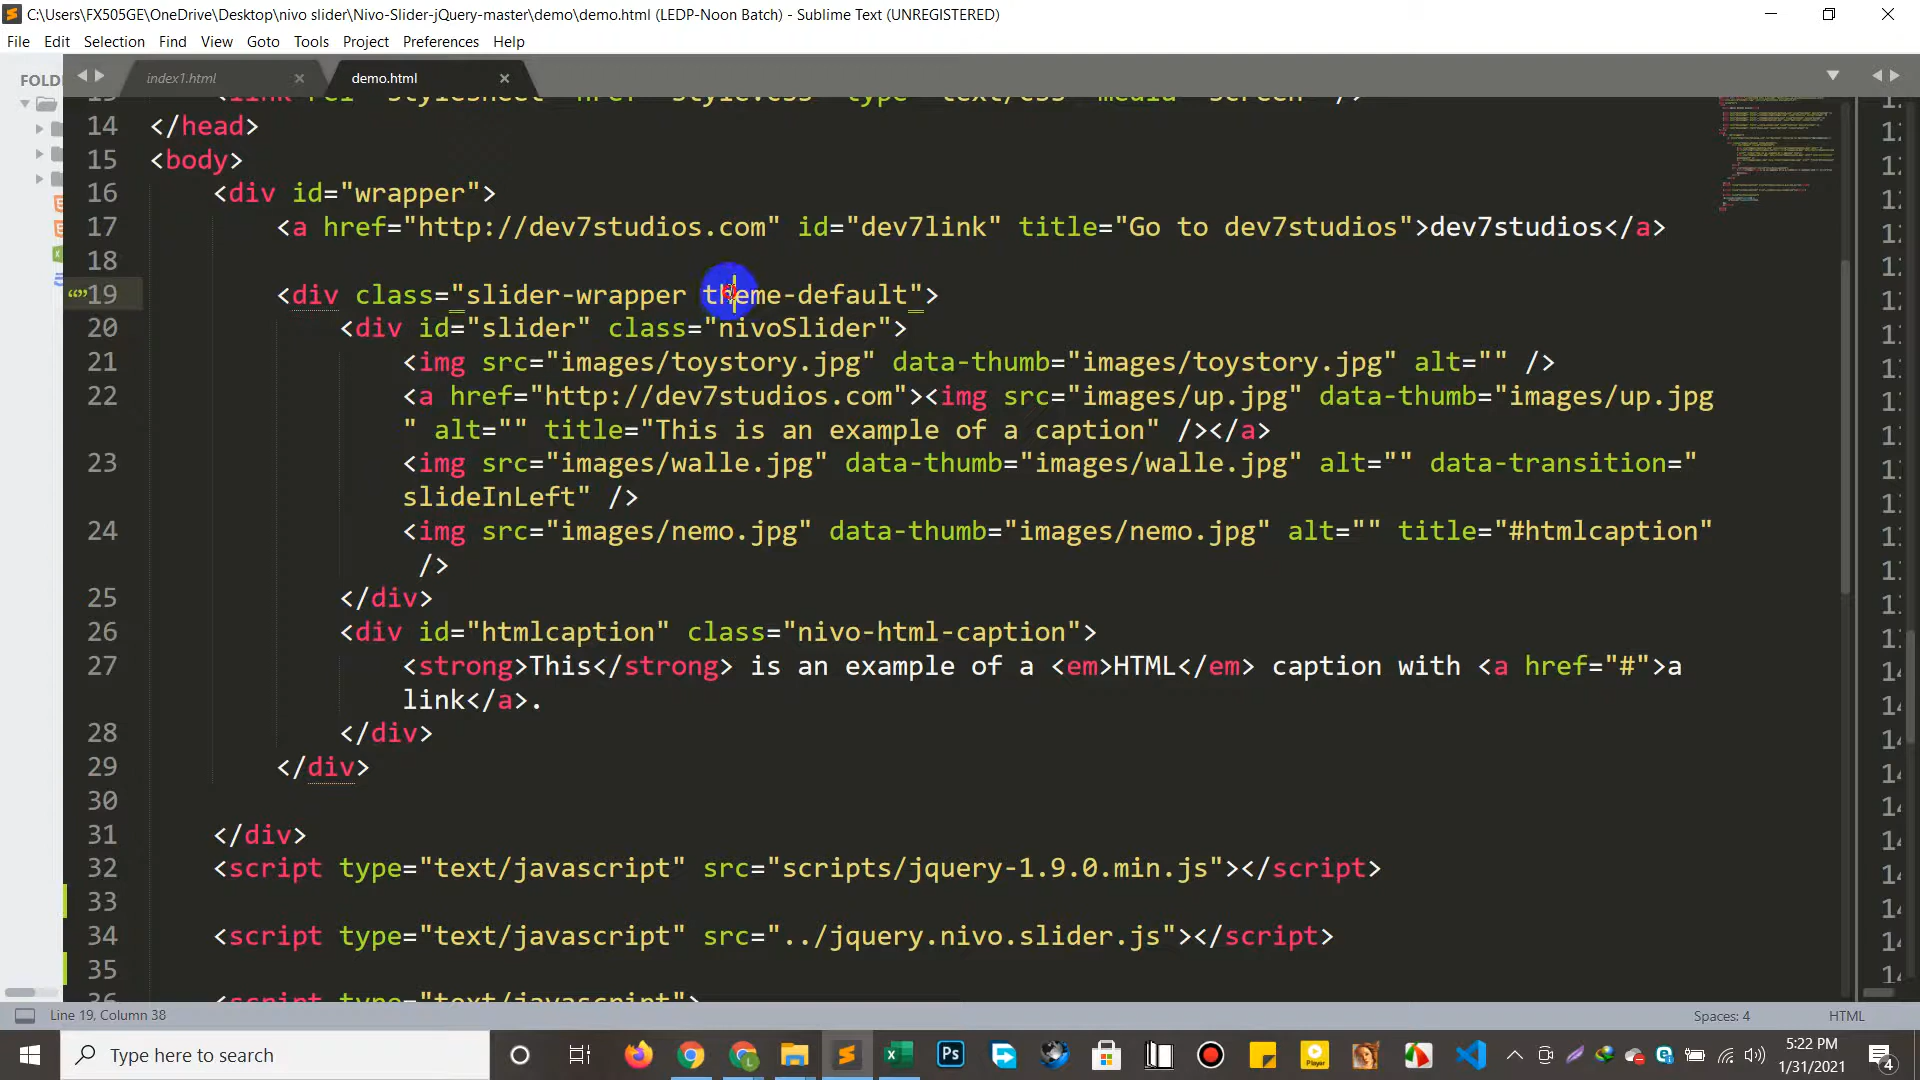 C:\Users\FX505GE\OneDrive\Desktop\nivo slider\Nivo-Slider-jQuery-master\demo\demo.html (LEDP-Noon Batch) - Sublime Text (UNREGISTERED)
File Edit Selection Find View Goto Tools Project Preferences Help
FOLD
index1.html
demo.html
14 </head>
15 <body>
16 <div id="wrapper">
17 <a href="http://dev7studios.com" id="dev7link" title="Go to dev7studios">dev7studios</a>
18
19 <div class="slider-wrapper theme-default">
20 <div id="slider" class="nivoSlider">
21 <img src="images/toystory.jpg" data-thumb="images/toystory.jpg" alt="" />
22 <a href="http://dev7studios.com"><img src="images/up.jpg" data-thumb="images/up.jpg
" alt="" title="This is an example of a caption" /></a>
23 <img src="images/walle.jpg" data-thumb="images/walle.jpg" alt="" data-transition="
slideInLeft" />
24 <img src="images/nemo.jpg" data-thumb="images/nemo.jpg" alt="" title="#htmlcaption"
/>
25 </div>
26 <div id="htmlcaption" class="nivo-html-caption">
27 <strong>This</strong> is an example of a <em>HTML</em> caption with <a href="#">a
link</a>.
28 </div>
29 </div>
30
31 </div>
32 <script type="text/javascript" src="scripts/jquery-1.9.0.min.js"></script>
33
34 <script type="text/javascript" src="../jquery.nivo.slider.js"></script>
35
Line 19, Column 38
Spaces: 4
HTML
Type here to search
5:22 PM
1/31/2021
4